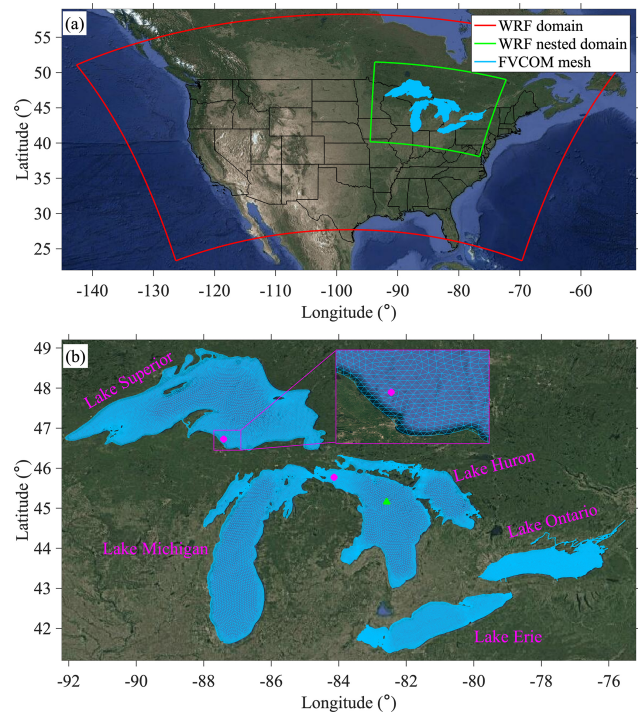 (a)
WRF domain
WRF nested domain
FVCOM mesh
Latitude (°)
55
50
45
40
35
30
25
-140
-130
-120
-110
-100
-90
-80
-70
-60
Longitude (°)
(b)
Lake Superior
Lake Huron
Lake Ontario
Lake Michigan
Lake Erie
Latitude (°)
49
48
47
46
45
44
43
42
-92
-90
-88
-86
-84
-82
-80
-78
-76
Longitude (°)